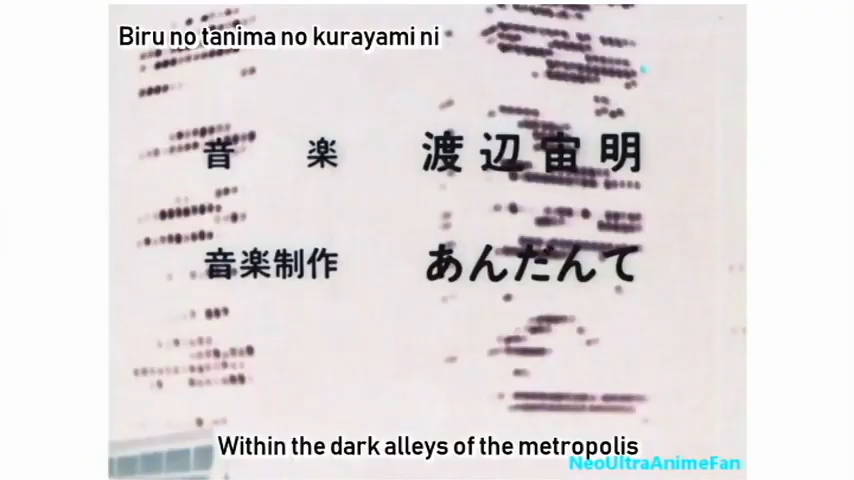 Biru no tanima no kurayami ni
音 楽 渡辺宙明
音楽制作 あんだんて
Within the dark alleys of the metropolis
NeoUltraAnimeFan